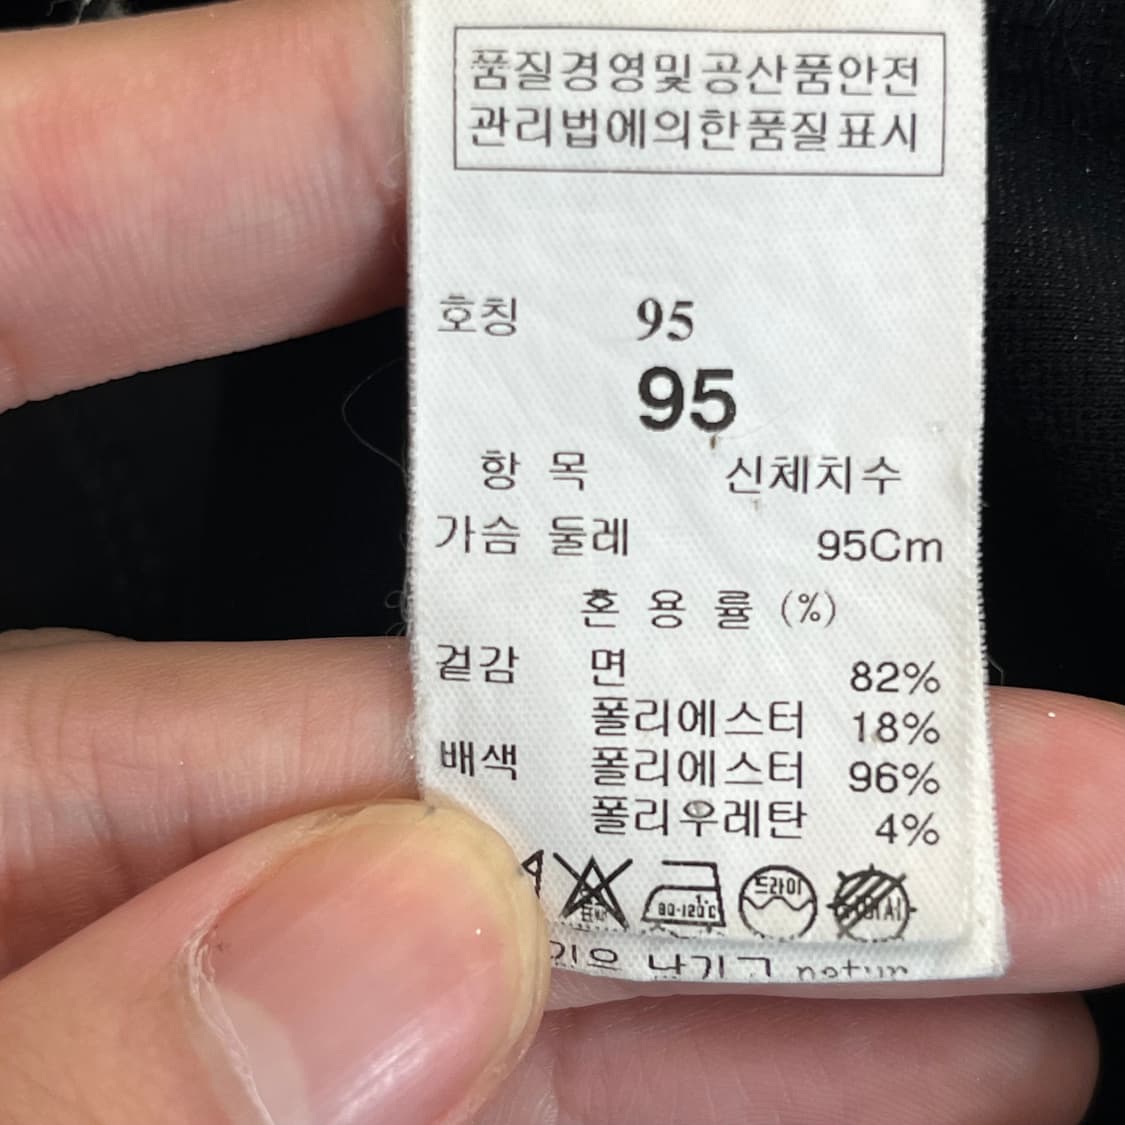 품질경영및공산품안전
관리법에의한품질표시
호칭 95
95
항 목 신체치수
가슴 둘레 95Cm
혼 용 률 (%)
겉감 면 82%
폴리에스터 18%
배색 폴리에스터 96%
폴리우레탄 4%
80-120℃ 드라이